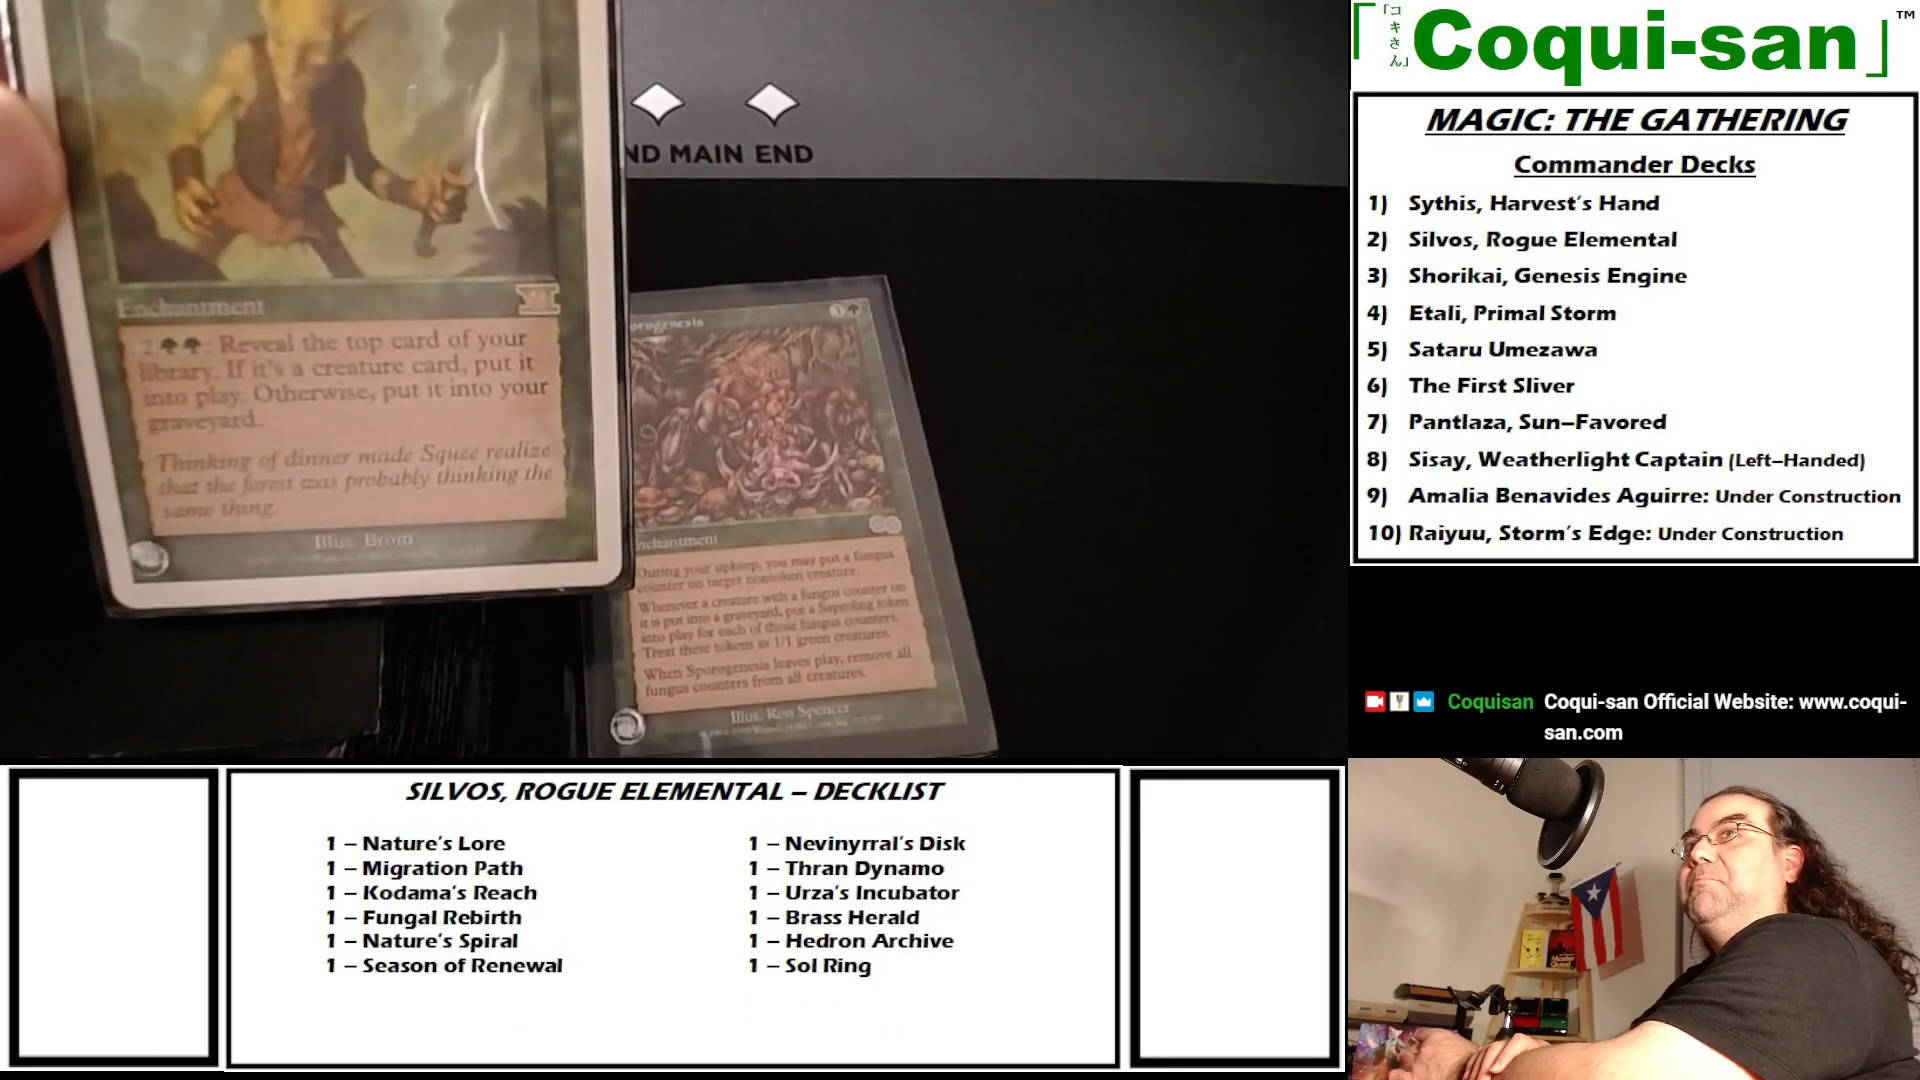 ND MAIN END
Enchantment
VI
2 : Reveal the top card of your
library. If it's a creature card, put it
into play. Otherwise, put it into your
graveyard.
Thinking of dinner made Squee realize
that the forest was probably thinking the
same thing.
Illus. Brom
orogenesis
3
nchantment
During your upkeep, you may put a fungus
counter on target nontoken creature.
Whenever a creature with a fungus counter on
it is put into a graveyard, put a Saproling token
into play for each of those fungus counters.
Treat these tokens as 1/1 green creatures.
When Sporogenesis leaves play, remove all
fungus counters from all creatures.
Illus. Ron Spencer
「「コキさん」Coqui-san」™
MAGIC: THE GATHERING
Commander Decks
1) Sythis, Harvest's Hand
2) Silvos, Rogue Elemental
3) Shorikai, Genesis Engine
4) Etali, Primal Storm
5) Sataru Umezawa
6) The First Sliver
7) Pantlaza, Sun–Favored
8) Sisay, Weatherlight Captain (Left–Handed)
9) Amalia Benavides Aguirre: Under Construction
10) Raiyuu, Storm's Edge: Under Construction
Coquisan Coqui-san Official Website: www.coqui-
san.com
SILVOS, ROGUE ELEMENTAL – DECKLIST
1 – Nature's Lore
1 – Migration Path
1 – Kodama's Reach
1 – Fungal Rebirth
1 – Nature's Spiral
1 – Season of Renewal
1 – Nevinyrral's Disk
1 – Thran Dynamo
1 – Urza's Incubator
1 – Brass Herald
1 – Hedron Archive
1 – Sol Ring
Master
Quest